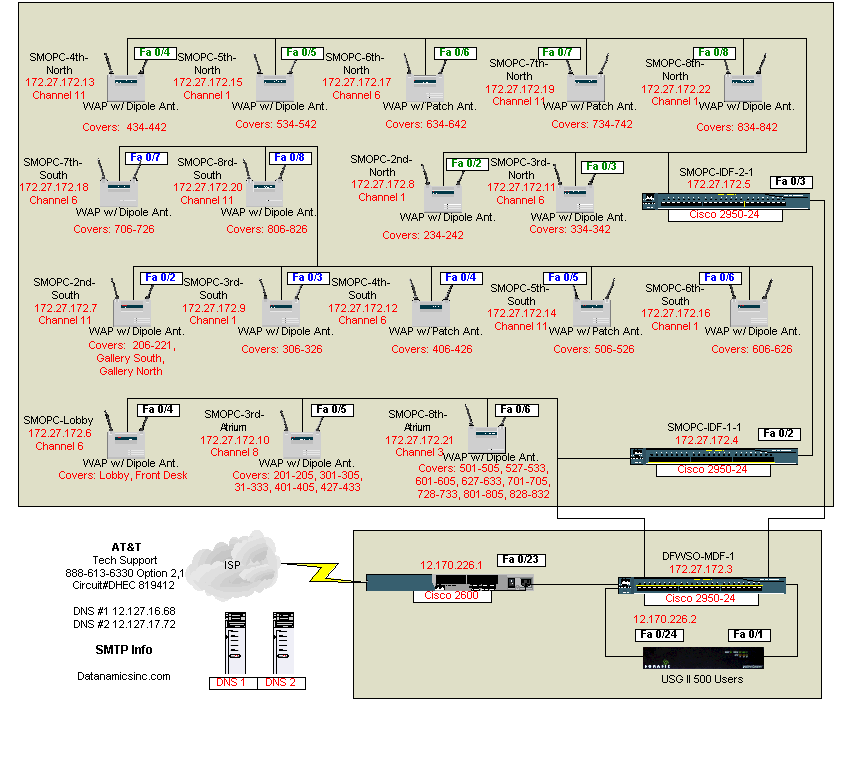 Fa 0/4
SMOPC-4th-
North
172.27.172.13
Channel 11
WAP w/ Dipole Ant.
Covers: 434-442
Fa 0/5
SMOPC-5th-
North
172.27.172.15
Channel 1
WAP w/ Dipole Ant.
Covers: 534-542
Fa 0/6
SMOPC-6th-
North
172.27.172.17
Channel 6
WAP w/ Patch Ant.
Covers: 634-642
Fa 0/7
SMOPC-7th-
North
172.27.172.19
Channel 11
WAP w/ Patch Ant.
Covers: 734-742
Fa 0/8
SMOPC-8th-
North
172.27.172.22
Channel 1
WAP w/ Dipole Ant.
Covers: 834-842
Fa 0/7
SMOPC-7th-
South
172.27.172.18
Channel 6
WAP w/ Dipole Ant.
Covers: 706-726
Fa 0/8
SMOPC-8rd-
South
172.27.172.20
Channel 11
WAP w/ Dipole Ant.
Covers: 806-826
SMOPC-2nd-
North
Fa 0/2
172.27.172.8
Channel 1
WAP w/ Dipole Ant.
Covers: 234-242
SMOPC-3rd-
North
Fa 0/3
172.27.172.11
Channel 6
WAP w/ Dipole Ant.
Covers: 334-342
SMOPC-IDF-2-1
172.27.172.5
Fa 0/3
Cisco 2950-24
Fa 0/2
SMOPC-2nd-
South
172.27.172.7
Channel 11
WAP w/ Dipole Ant.
Covers: 206-221,
Gallery South,
Gallery North
Fa 0/3
SMOPC-3rd-
South
172.27.172.9
Channel 1
WAP w/ Dipole Ant.
Covers: 306-326
Fa 0/4
SMOPC-4th-
South
172.27.172.12
Channel 6
WAP w/ Patch Ant.
Covers: 406-426
Fa 0/5
SMOPC-5th-
South
172.27.172.14
Channel 11
WAP w/ Patch Ant.
Covers: 506-526
Fa 0/6
SMOPC-6th-
South
172.27.172.16
Channel 1
WAP w/ Dipole Ant.
Covers: 606-626
Fa 0/4
SMOPC-Lobby
172.27.172.6
Channel 6
WAP w/ Dipole Ant.
Covers: Lobby, Front Desk
Fa 0/5
SMOPC-3rd-
Atrium
172.27.172.10
Channel 8
WAP w/ Dipole Ant.
Covers: 201-205, 301-305,
31-333, 401-405, 427-433
Fa 0/6
SMOPC-8th-
Atrium
172.27.172.21
Channel 3
WAP w/ Dipole Ant.
Covers: 501-505, 527-533,
601-605, 627-633, 701-705,
728-733, 801-805, 828-832
SMOPC-IDF-1-1
172.27.172.4
Fa 0/2
Cisco 2950-24
AT&T
Tech Support
888-613-6330 Option 2,1
Circuit#DHEC 819412
DNS #1 12.127.16.68
DNS #2 12.127.17.72
SMTP Info
Datanamicsinc.com
ISP
DNS 1
DNS 2
12.170.226.1
Fa 0/23
Cisco 2600
DFWSO-MDF-1
172.27.172.3
Cisco 2950-24
12.170.226.2
Fa 0/24
Fa 0/1
USG II 500 Users